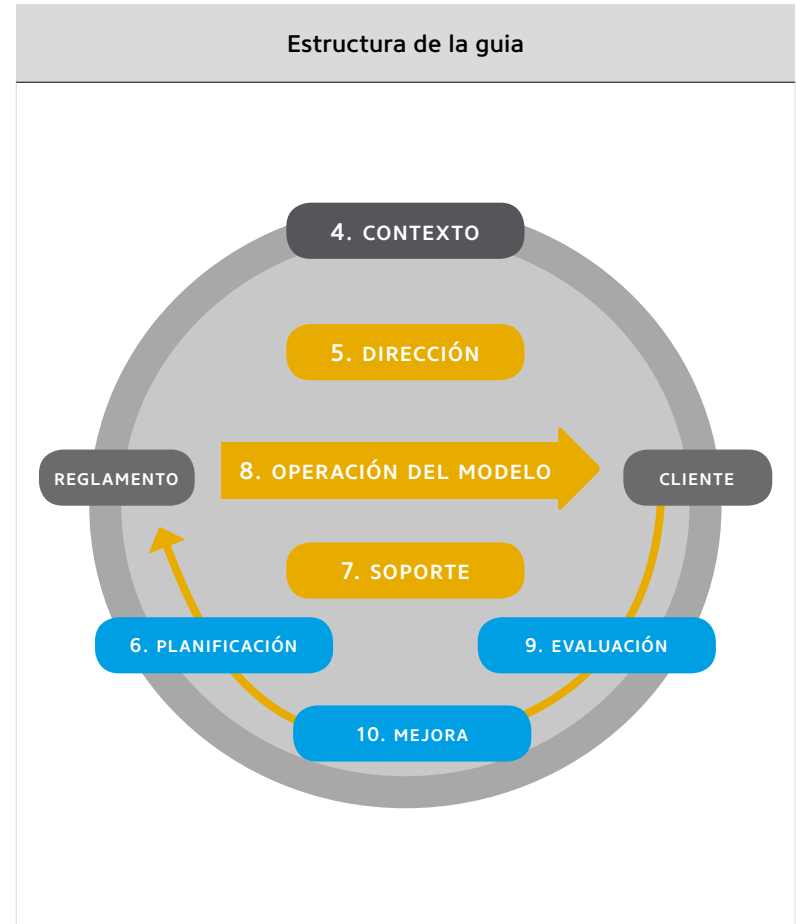 Estructura de la guia
4. CONTEXTO
5. DIRECCIÓN
REGLAMENTO
8. OPERACIÓN DEL MODELO
CLIENTE
7. SOPORTE
6. PLANIFICACIÓN
9. EVALUACIÓN
10. MEJORA